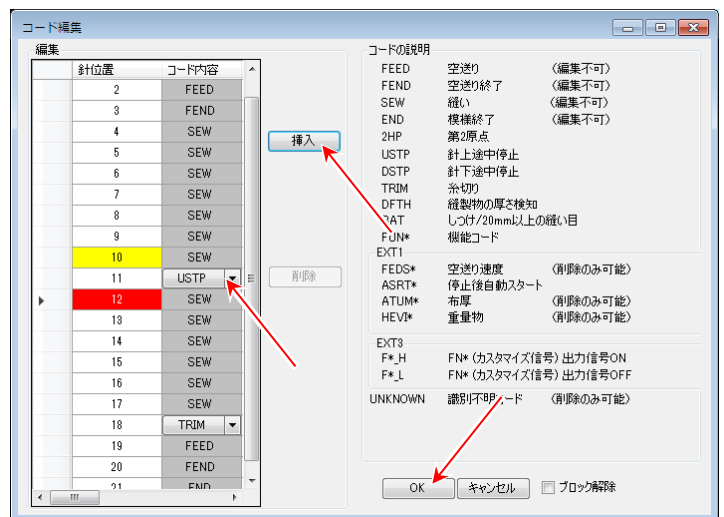 コード編集
編集
針位置 コード内容
2 FEED
3 FEND
4 SEW
5 SEW
6 SEW
7 SEW
8 SEW
9 SEW
10 SEW
11 USTP
12 SEW
13 SEW
14 SEW
15 SEW
16 SEW
17 SEW
18 TRIM
19 FEED
20 FEND
21 END
挿入
削除
コードの説明
FEED 空送り (編集不可)
FEND 空送り終了 (編集不可)
SEW 縫い (編集不可)
END 模様終了 (編集不可)
2HP 第2原点
USTP 針上途中停止
DSTP 針下途中停止
TRIM 糸切り
DFTH 縫製物の厚さ検知
BAT しつけ/20mm以上の縫い目
FUN* 機能コード
EXT1
FEDS* 空送り速度 (削除のみ可能)
ASRT* 停止後自動スタート
ATUM* 布厚 (削除のみ可能)
HEVI* 重量物 (削除のみ可能)
EXT3
F*_H FN* (カスタマイズ信号) 出力信号ON
F*_L FN* (カスタマイズ信号) 出力信号OFF
UNKNOWN 識別不明コード (削除のみ可能)
OK キャンセル ブロック解除